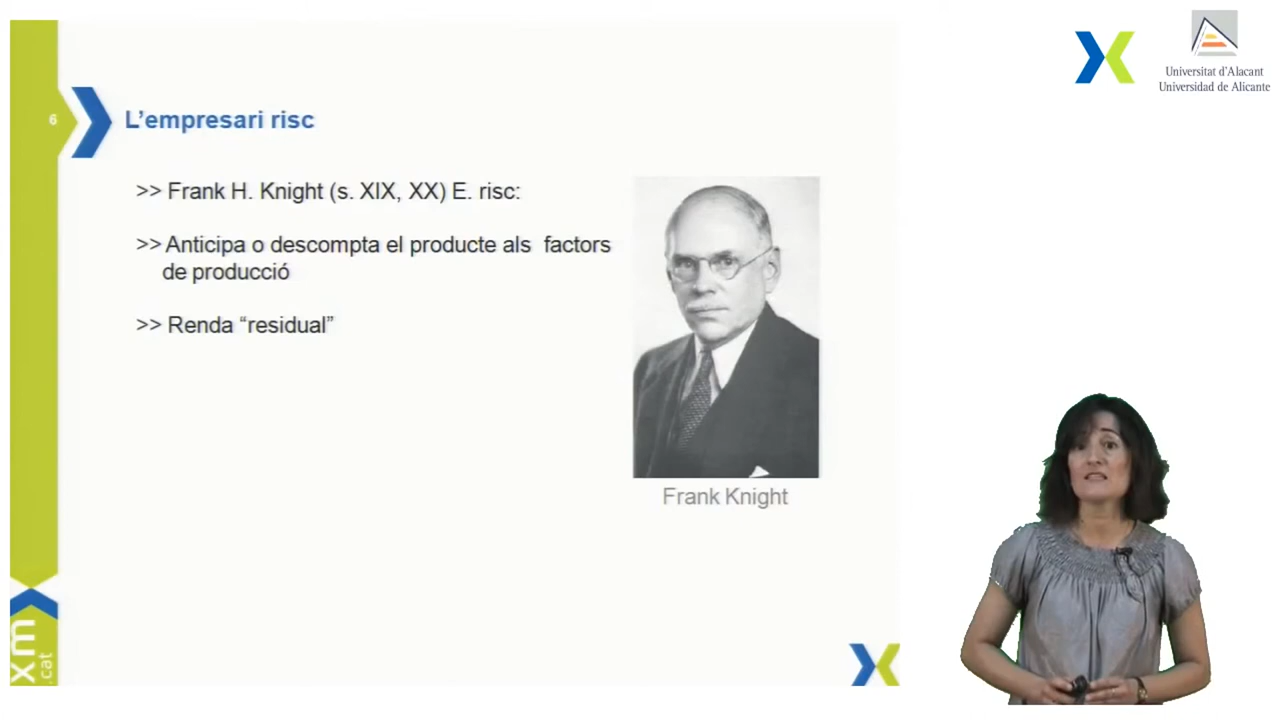 6
L’empresari risc
>> Frank H. Knight (s. XIX, XX) E. risc:
>> Anticipa o descompta el producte als factors
de producció
>> Renda “residual”
Frank Knight
xm
.cat
Universitat d’Alacant
Universidad de Alicante